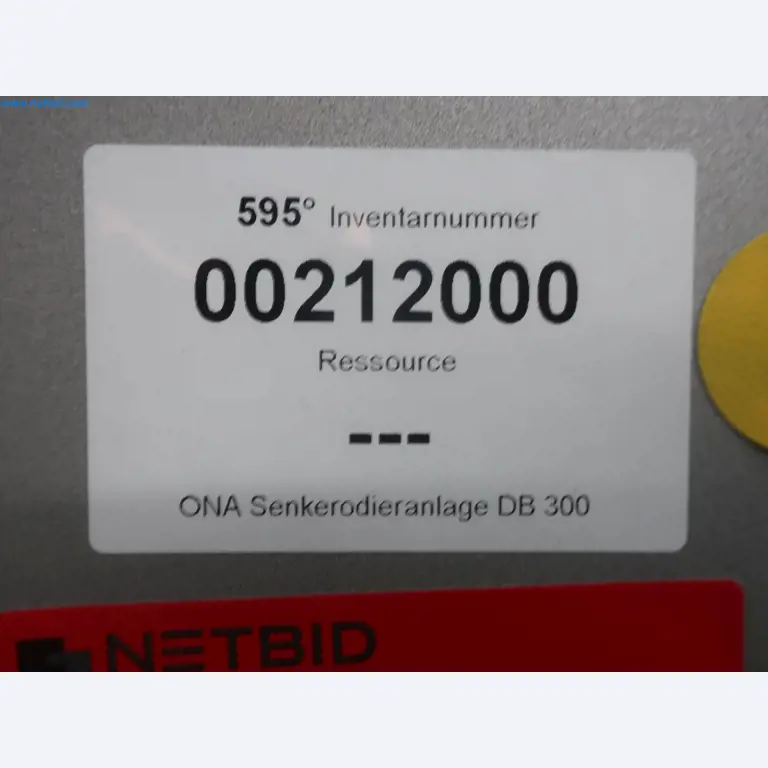 595° Inventarnummer
00212000
Ressource
---
ONA Senkerodieranlage DB 300
NETBID